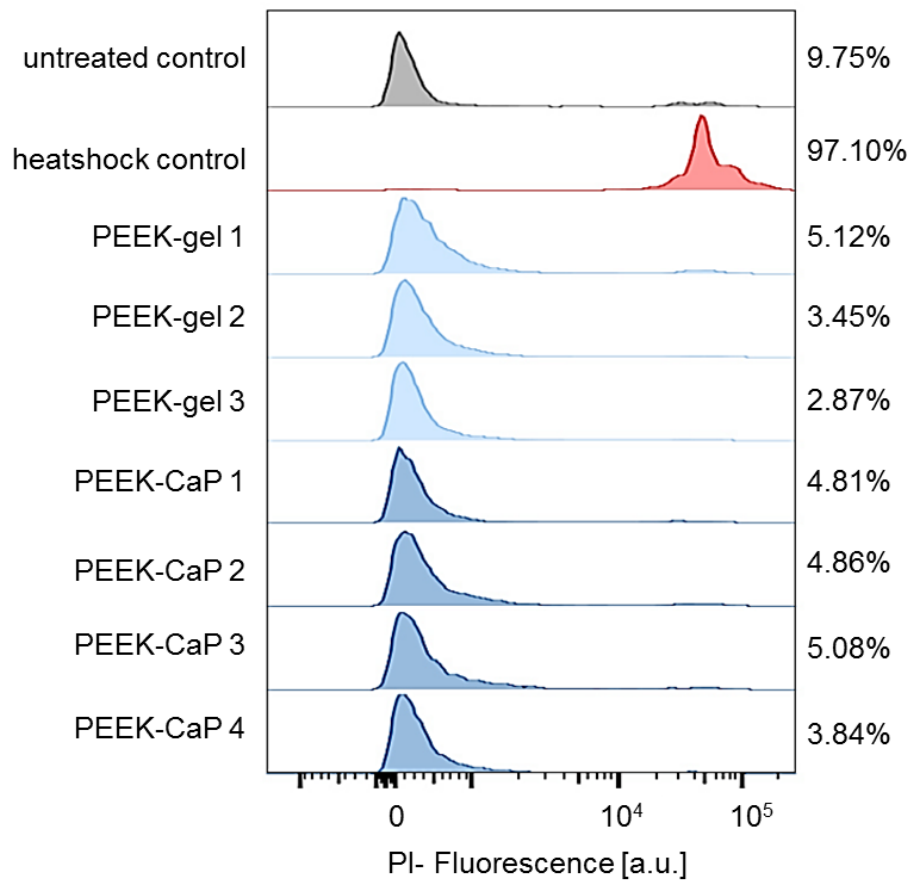 untreated control 9.75%
heatshock control 97.10%
PEEK-gel 1 5.12%
PEEK-gel 2 3.45%
PEEK-gel 3 2.87%
PEEK-CaP 1 4.81%
PEEK-CaP 2 4.86%
PEEK-CaP 3 5.08%
PEEK-CaP 4 3.84%
0 10⁴ 10⁵
PI- Fluorescence [a.u.]